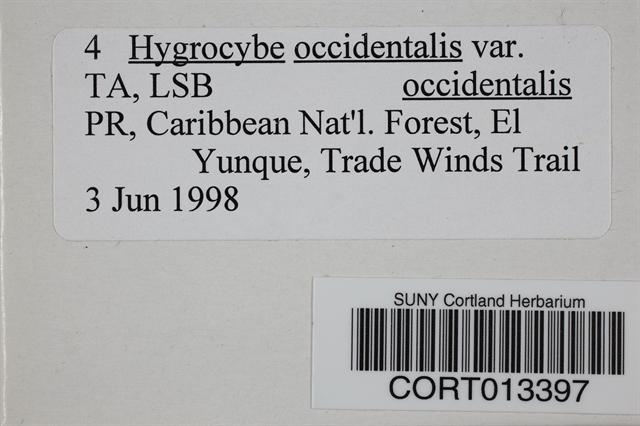 4 Hygrocybe occidentalis var.
TA, LSB occidentalis
PR, Caribbean Nat'l. Forest, El
Yunque, Trade Winds Trail
3 Jun 1998
SUNY Cortland Herbarium
CORT013397